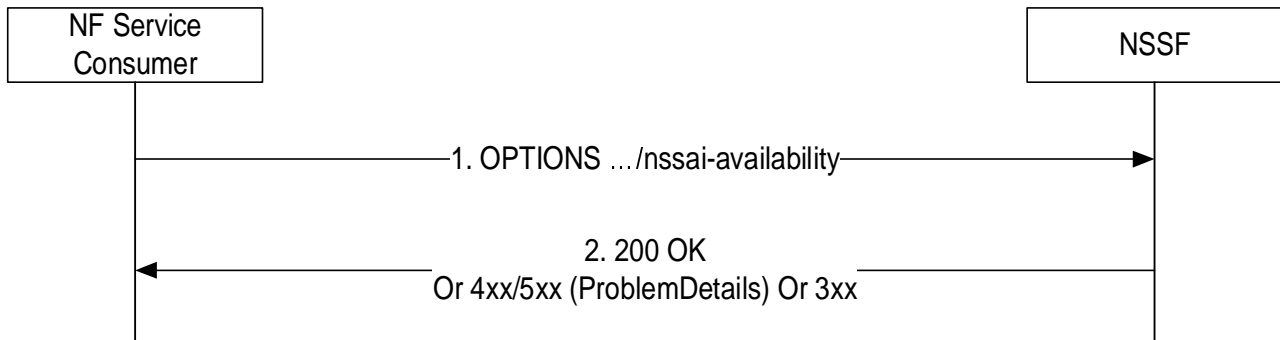 NF Service
Consumer
NSSF
1. OPTIONS …/nssai-availability
2. 200 OK
Or 4xx/5xx (ProblemDetails) Or 3xx